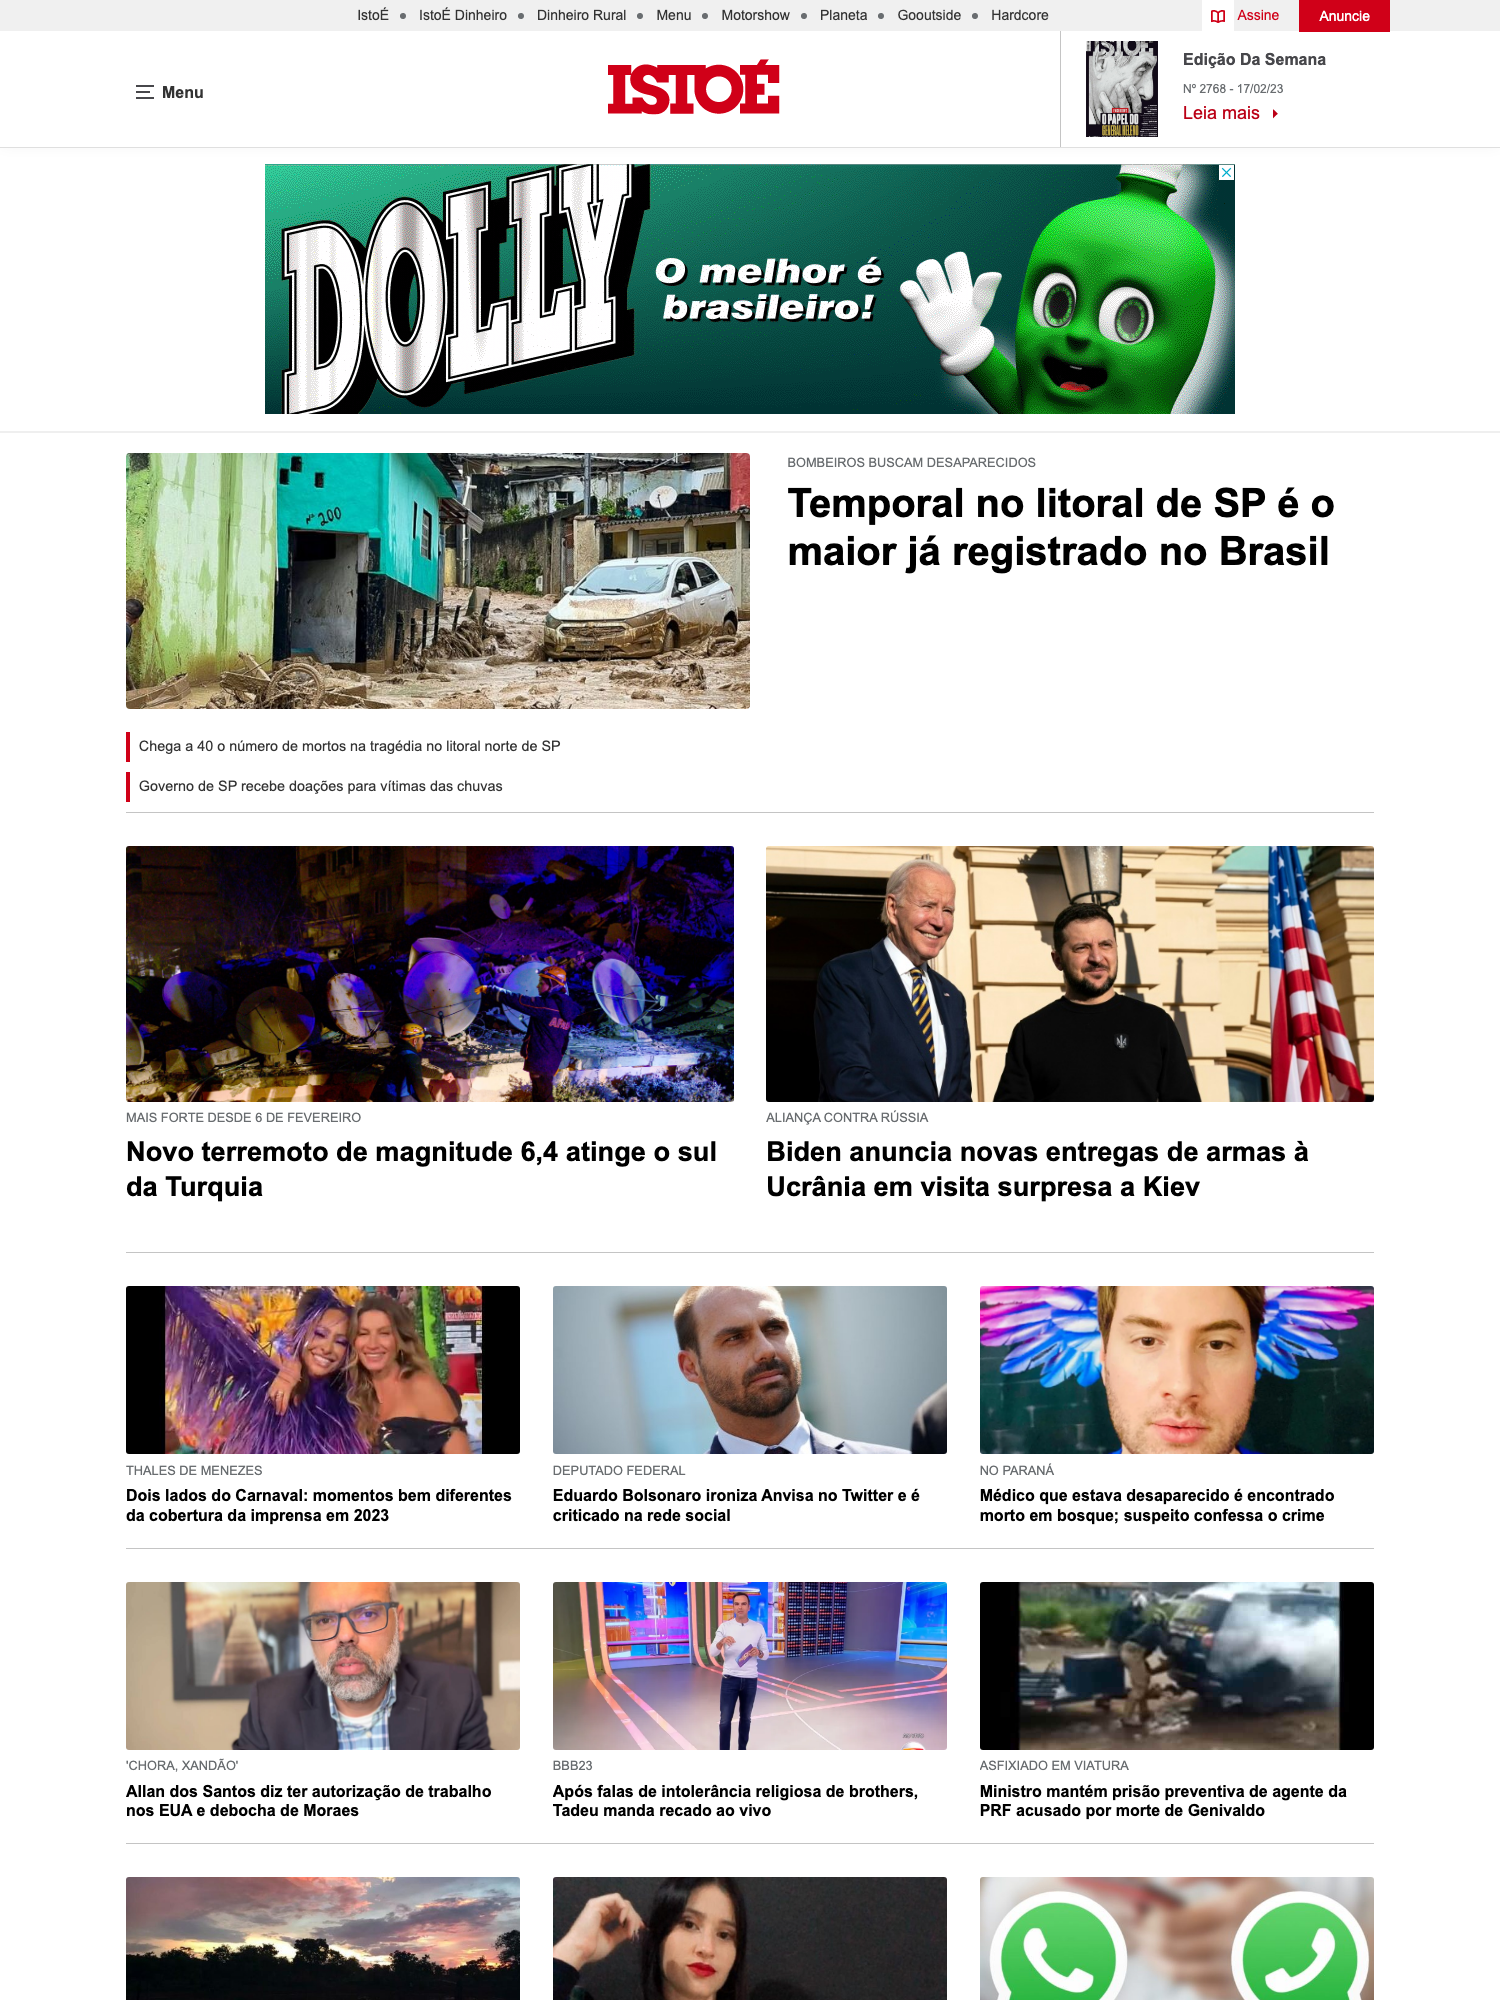 IstoÉ IstoÉ Dinheiro Dinheiro Rural Menu Motorshow Planeta Gooutside Hardcore Assine Anuncie
Menu
ISTOÉ
ISTOÉ
O PAPEL DO
GENERAL HELENO
Edição Da Semana
Nº 2768 - 17/02/23
Leia mais
DOLLY
O melhor é
brasileiro!
Nº 200
BOMBEIROS BUSCAM DESAPARECIDOS
Temporal no litoral de SP é o
maior já registrado no Brasil
Chega a 40 o número de mortos na tragédia no litoral norte de SP
Governo de SP recebe doações para vítimas das chuvas
MAIS FORTE DESDE 6 DE FEVEREIRO
Novo terremoto de magnitude 6,4 atinge o sul
da Turquia
ALIANÇA CONTRA RÚSSIA
Biden anuncia novas entregas de armas à
Ucrânia em visita surpresa a Kiev
THALES DE MENEZES
Dois lados do Carnaval: momentos bem diferentes
da cobertura da imprensa em 2023
DEPUTADO FEDERAL
Eduardo Bolsonaro ironiza Anvisa no Twitter e é
criticado na rede social
NO PARANÁ
Médico que estava desaparecido é encontrado
morto em bosque; suspeito confessa o crime
'CHORA, XANDÃO'
Allan dos Santos diz ter autorização de trabalho
nos EUA e debocha de Moraes
BBB23
Após falas de intolerância religiosa de brothers,
Tadeu manda recado ao vivo
ASFIXIADO EM VIATURA
Ministro mantém prisão preventiva de agente da
PRF acusado por morte de Genivaldo